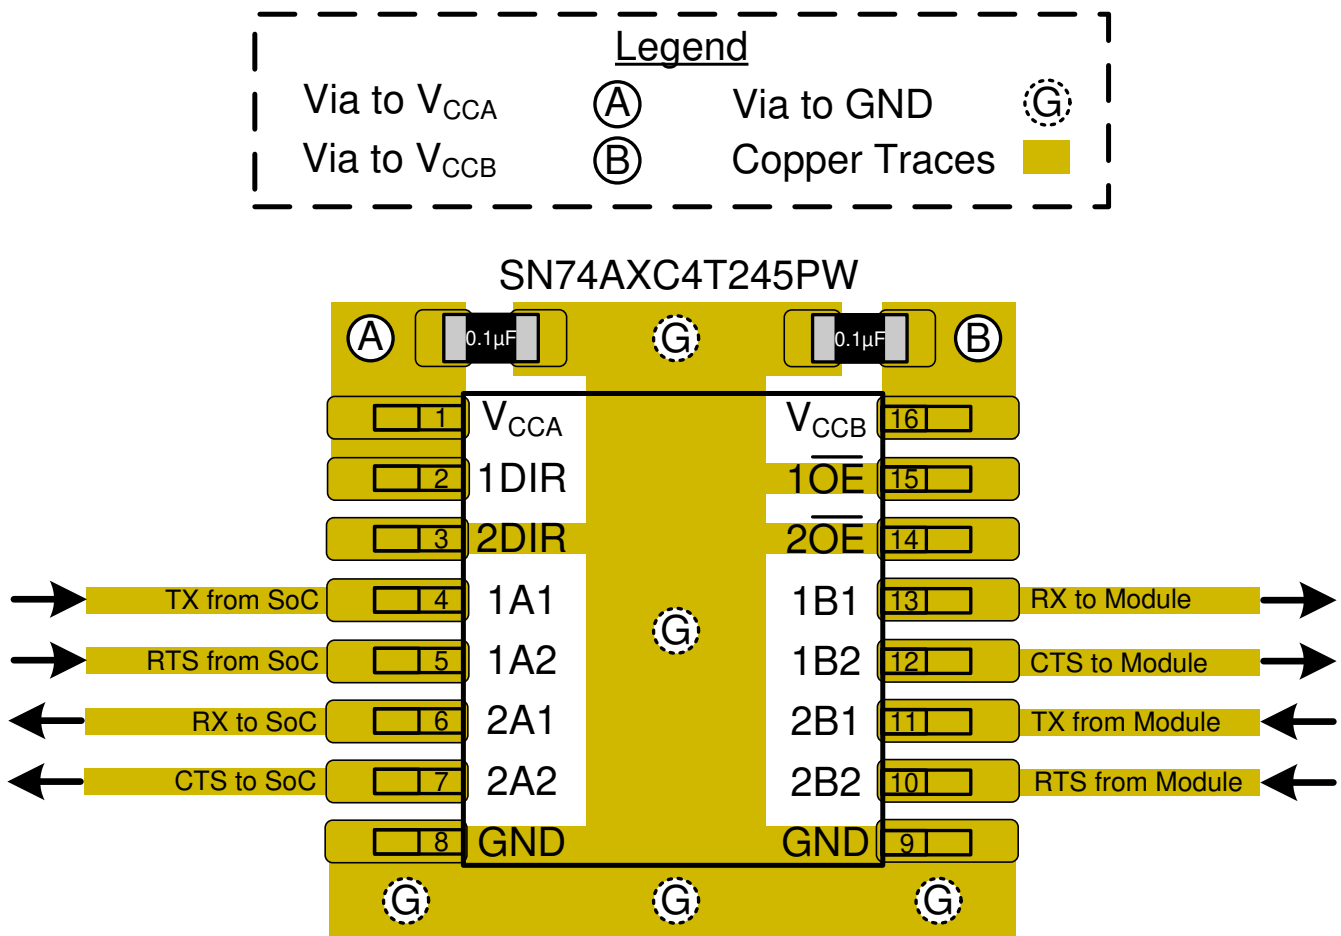 Legend
Via to VCCA A Via to GND G
Via to VCCB B Copper Traces
SN74AXC4T245PW
A 0.1µF G 0.1µF B
1 VCCA VCCB 16
2 1DIR 1O̅E̅ 15
3 2DIR 2O̅E̅ 14
TX from SoC 4 1A1 1B1 13 RX to Module
G
RTS from SoC 5 1A2 1B2 12 CTS to Module
RX to SoC 6 2A1 2B1 11 TX from Module
CTS to SoC 7 2A2 2B2 10 RTS from Module
8 GND GND 9
G G G